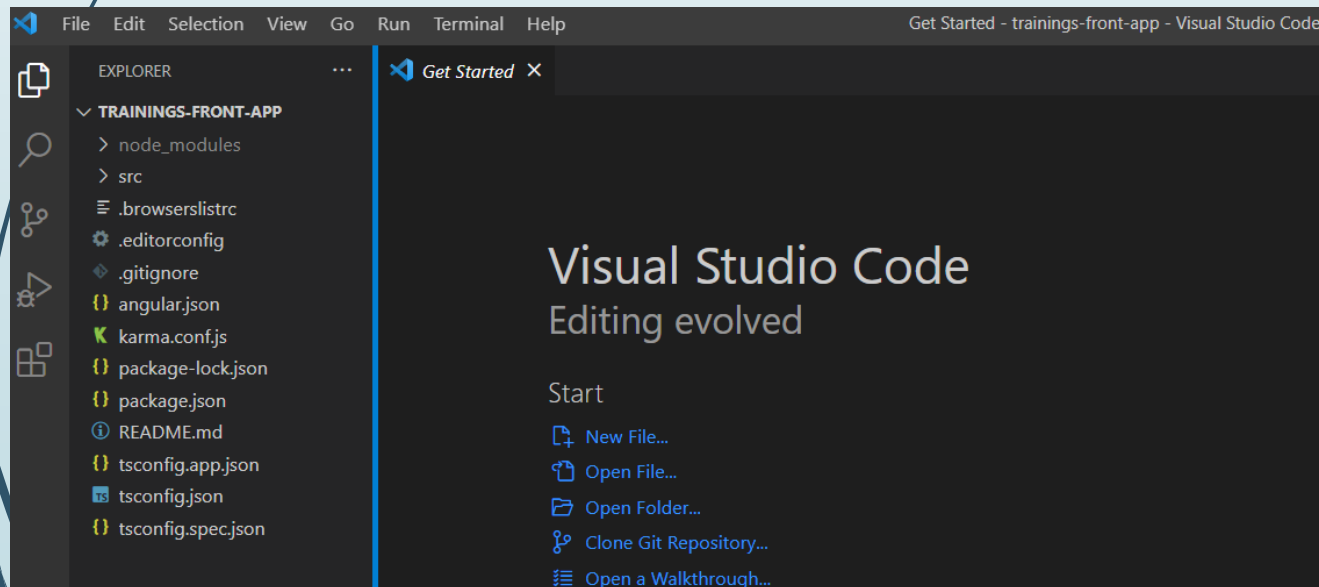 File Edit Selection View Go Run Terminal Help Get Started - trainings-front-app - Visual Studio Code
EXPLORER ...
TRAININGS-FRONT-APP
node_modules
src
.browserslistrc
.editorconfig
.gitignore
angular.json
karma.conf.js
package-lock.json
package.json
README.md
tsconfig.app.json
TS tsconfig.json
tsconfig.spec.json
Get Started
Visual Studio Code
Editing evolved
Start
New File...
Open File...
Open Folder...
Clone Git Repository...
Open a Walkthrough...